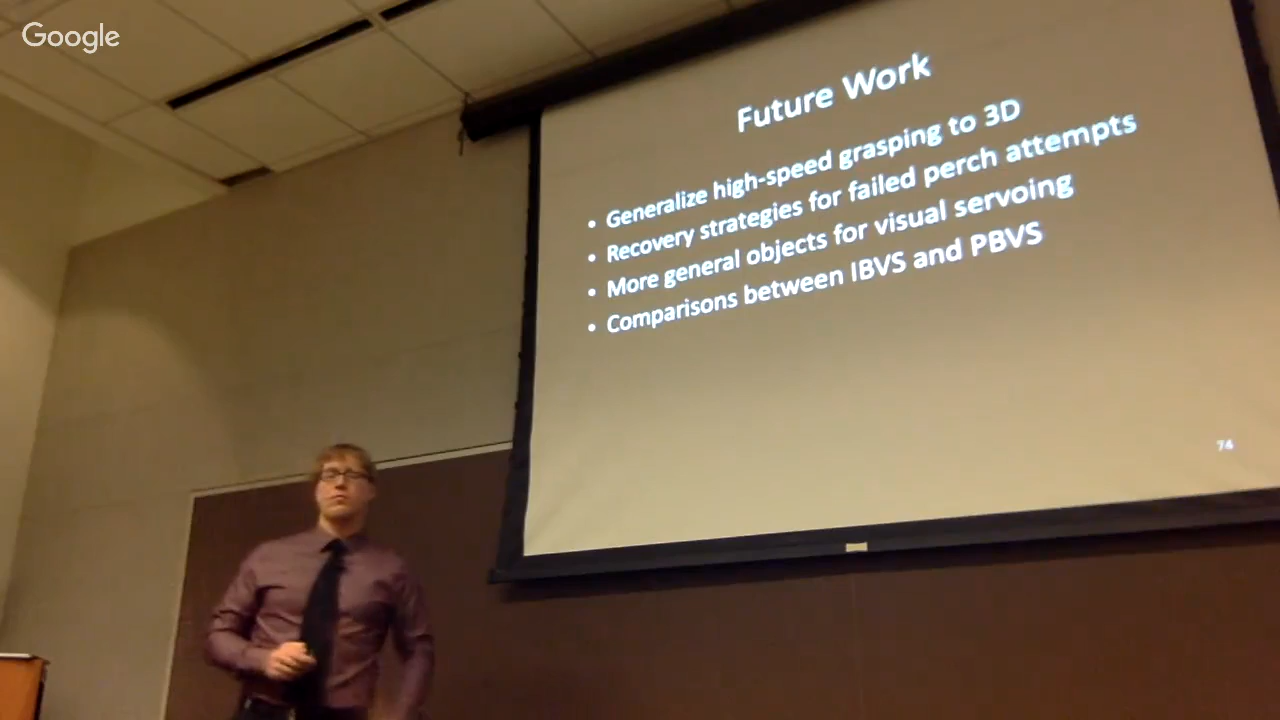 Google
Future Work
• Generalize high-speed grasping to 3D
• Recovery strategies for failed perch attempts
• More general objects for visual servoing
• Comparisons between IBVS and PBVS
74